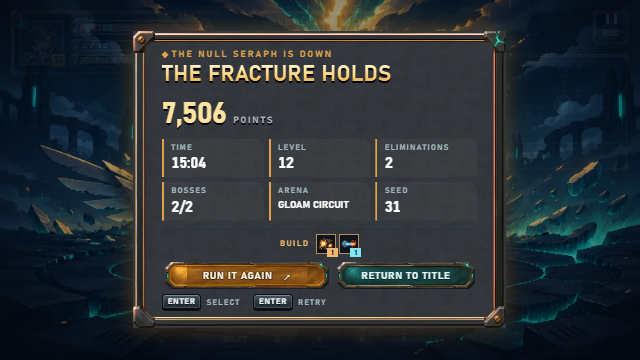 THE NULL SERAPH IS DOWN
THE FRACTURE HOLDS
7,506 POINTS
TIME LEVEL ELIMINATIONS
15:04 12 2
BOSSES ARENA SEED
2/2 GLOAM CIRCUIT 31
BUILD 1 1
RUN IT AGAIN RETURN TO TITLE
ENTER SELECT ENTER RETRY